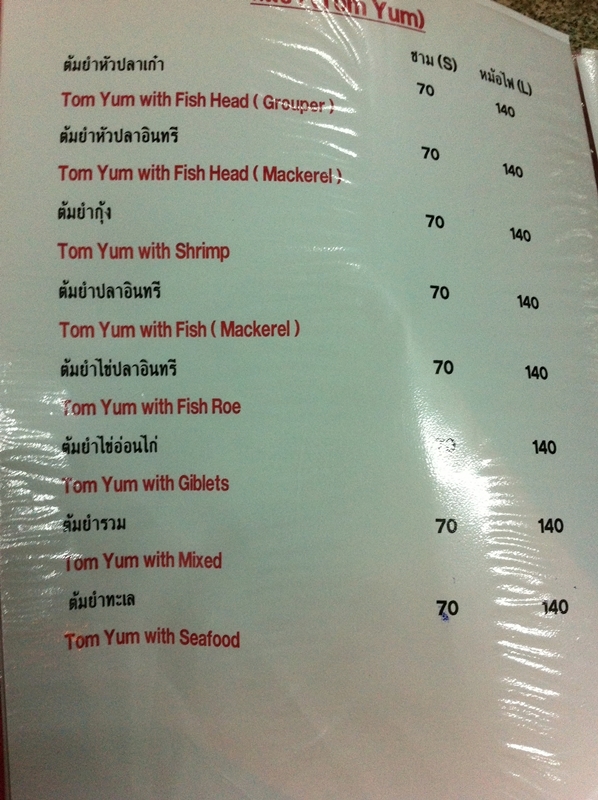 (Tom Yum)
ชาม (S) หม้อไฟ (L)
ต้มยำหัวปลาเก๋า 70 140
Tom Yum with Fish Head ( Grouper )
ต้มยำหัวปลาอินทรี 70 140
Tom Yum with Fish Head ( Mackerel )
ต้มยำกุ้ง 70 140
Tom Yum with Shrimp
ต้มยำปลาอินทรี 70 140
Tom Yum with Fish ( Mackerel )
ต้มยำไข่ปลาอินทรี 70 140
Tom Yum with Fish Roe
ต้มยำไข่อ่อนไก่ 70 140
Tom Yum with Giblets
ต้มยำรวม 70 140
Tom Yum with Mixed
ต้มยำทะเล 70 140
Tom Yum with Seafood